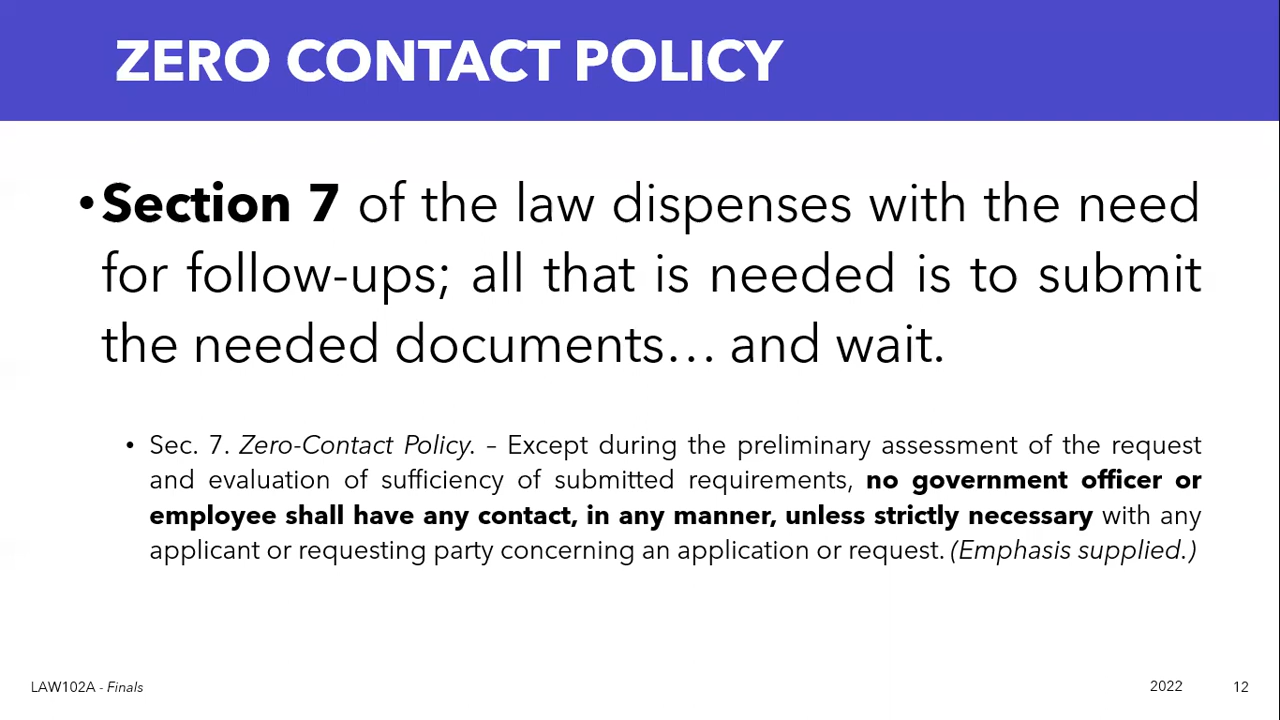 ZERO CONTACT POLICY
•Section 7 of the law dispenses with the need
for follow-ups; all that is needed is to submit
the needed documents… and wait.
• Sec. 7. Zero-Contact Policy. – Except during the preliminary assessment of the request
and evaluation of sufficiency of submitted requirements, no government officer or
employee shall have any contact, in any manner, unless strictly necessary with any
applicant or requesting party concerning an application or request. (Emphasis supplied.)
LAW102A - Finals
2022
12